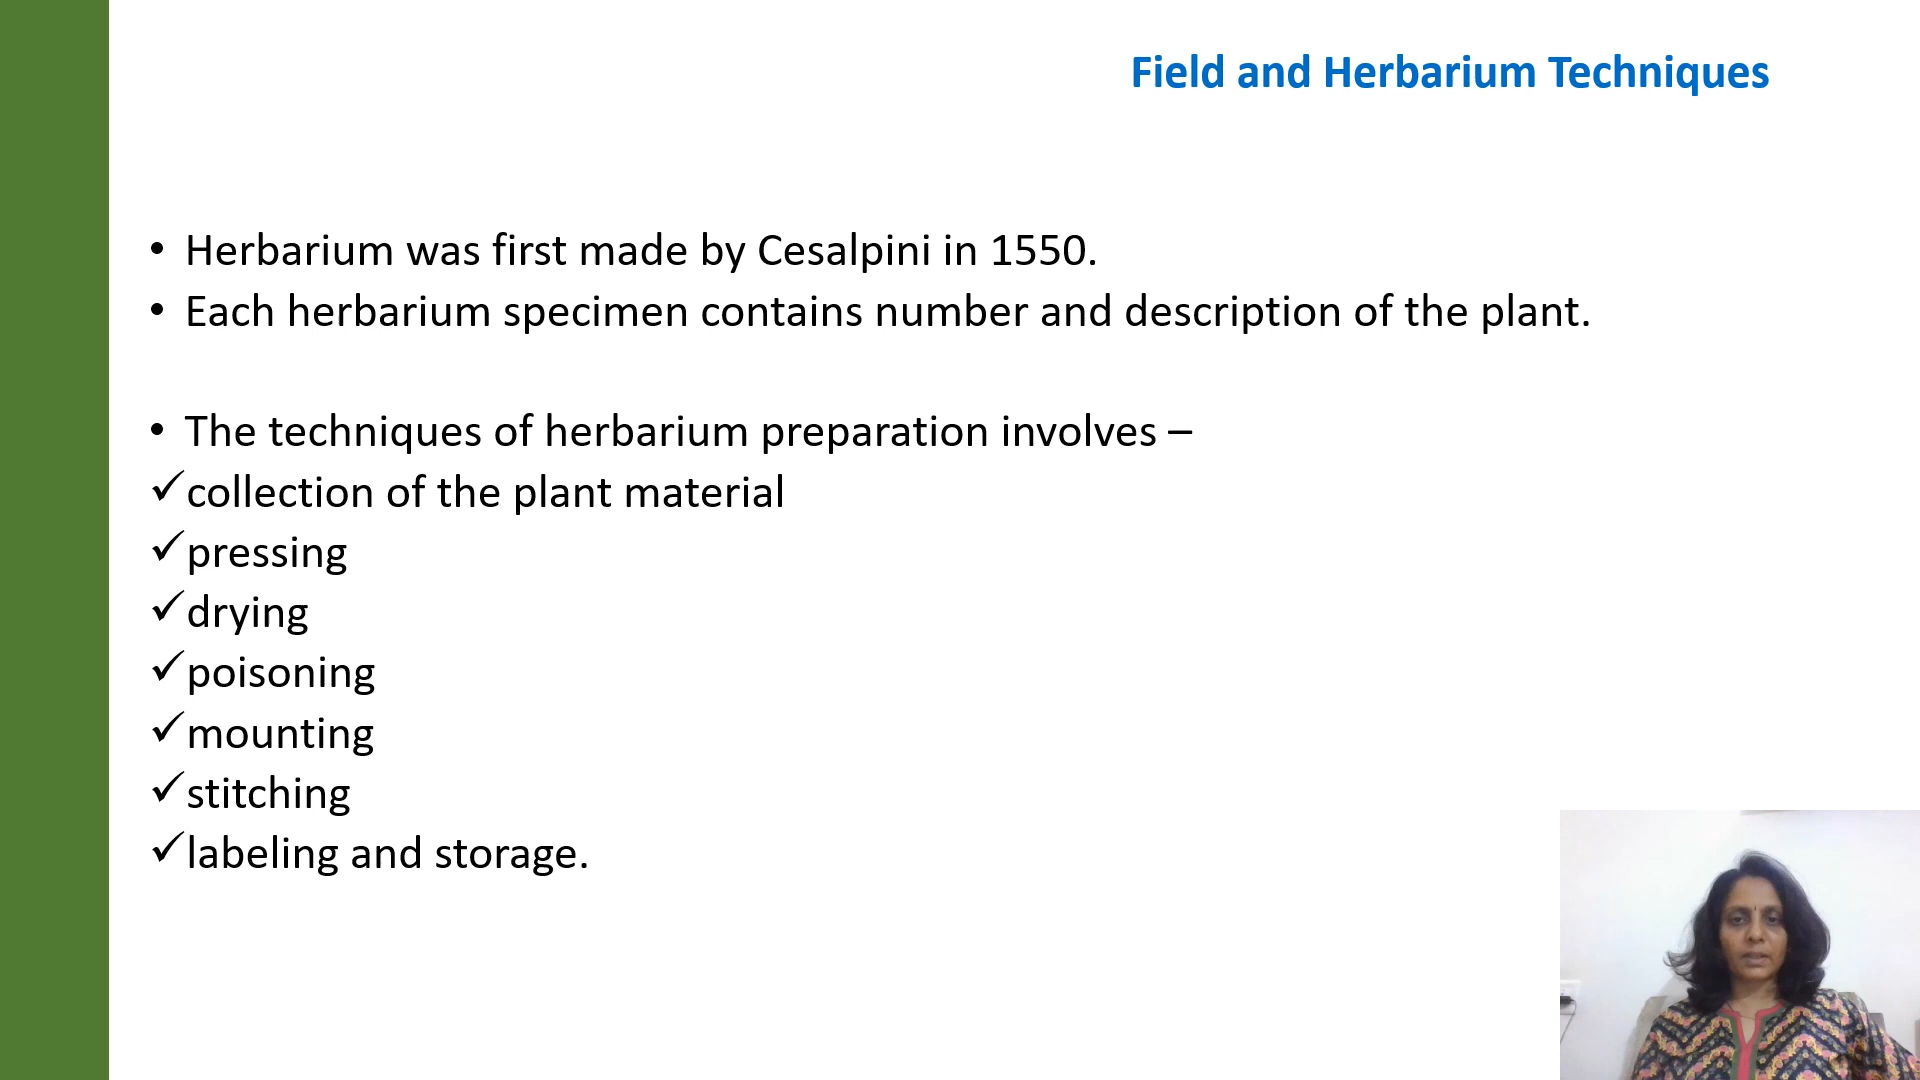 Field and Herbarium Techniques
• Herbarium was first made by Cesalpini in 1550.
• Each herbarium specimen contains number and description of the plant.
• The techniques of herbarium preparation involves –
✓collection of the plant material
✓pressing
✓drying
✓poisoning
✓mounting
✓stitching
✓labeling and storage.